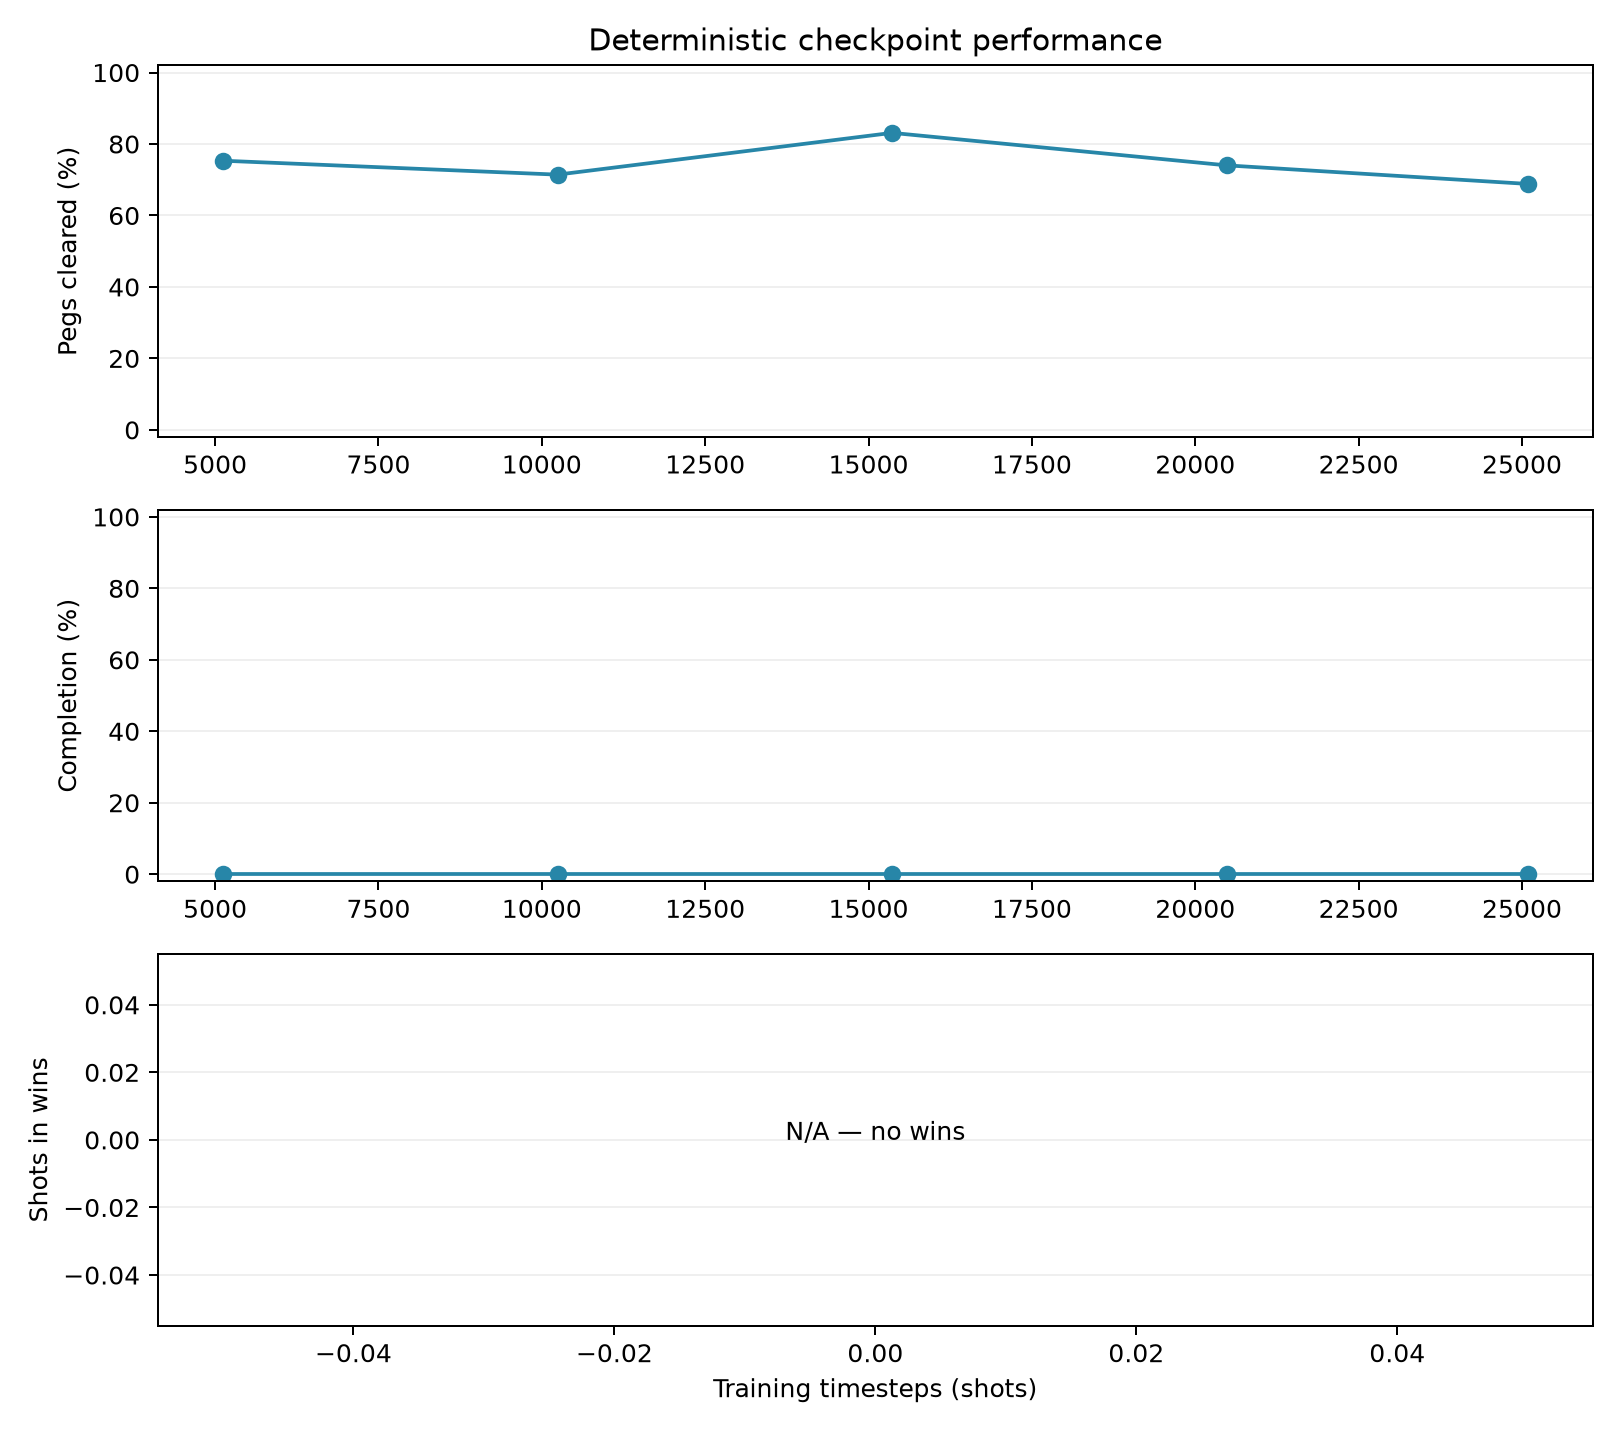 Deterministic checkpoint performance
100
80
60
40
20
0
Pegs cleared (%)
5000 7500 10000 12500 15000 17500 20000 22500 25000
100
80
60
40
20
0
Completion (%)
5000 7500 10000 12500 15000 17500 20000 22500 25000
0.04
0.02
0.00
−0.02
−0.04
Shots in wins
N/A — no wins
−0.04 −0.02 0.00 0.02 0.04
Training timesteps (shots)